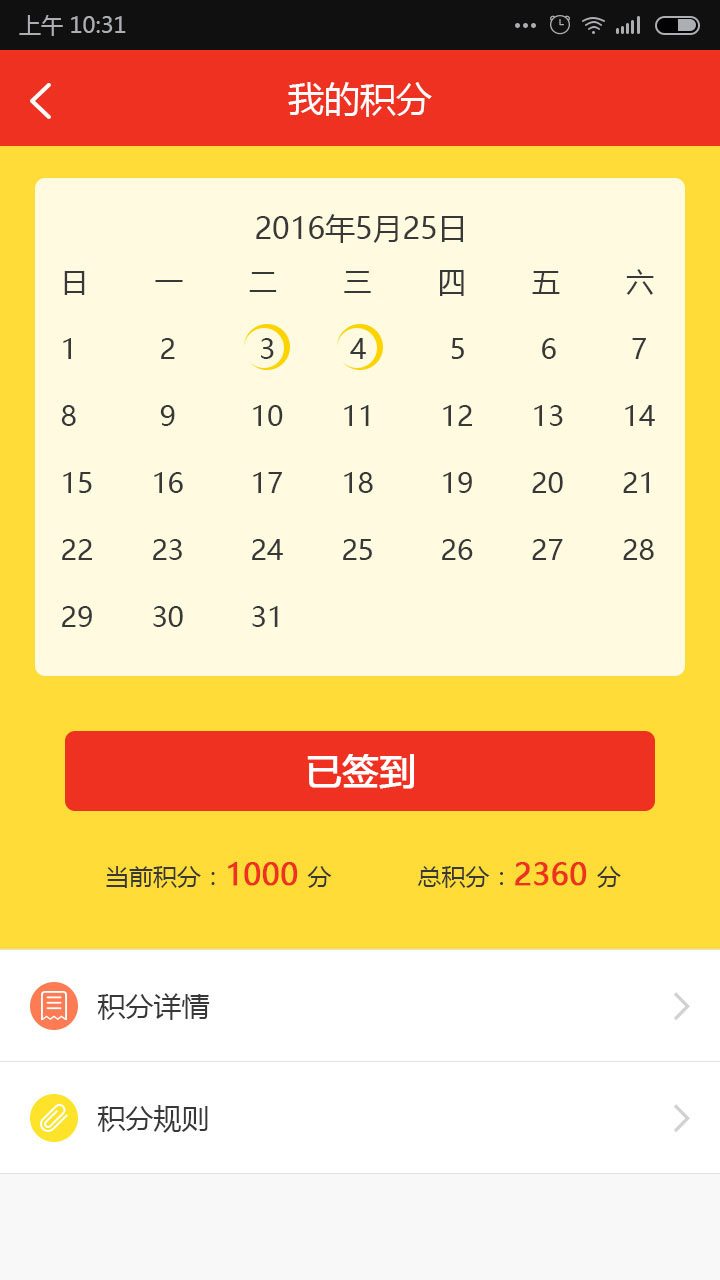 上午 10:31
我的积分
2016年5月25日
日 一 二 三 四 五 六
1 2 3 4 5 6 7
8 9 10 11 12 13 14
15 16 17 18 19 20 21
22 23 24 25 26 27 28
29 30 31
已签到
当前积分：1000 分 总积分：2360 分
积分详情
积分规则